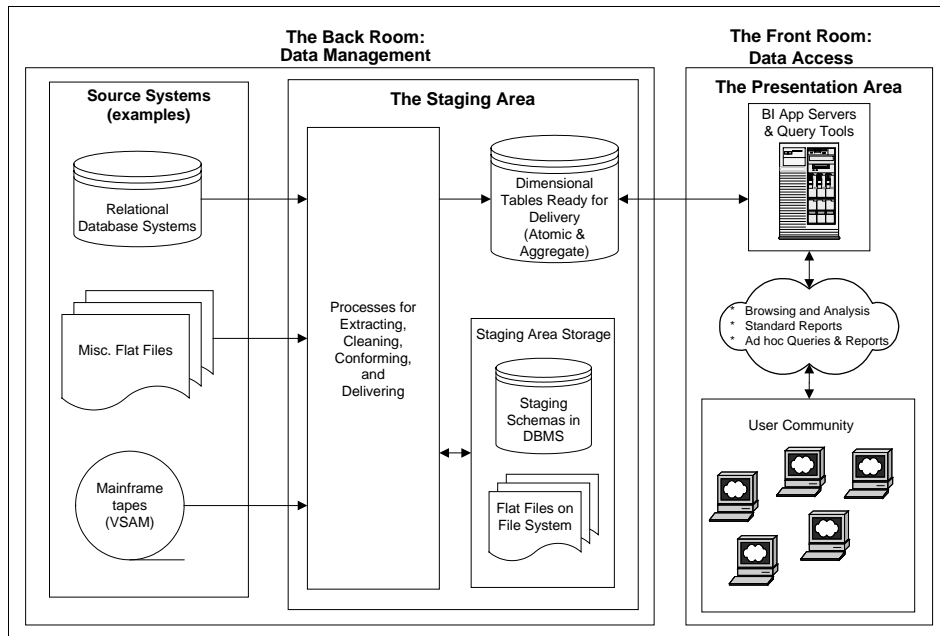 The Back Room:
Data Management
The Front Room:
Data Access
Source Systems
(examples)
Relational
Database Systems
Misc. Flat Files
Mainframe
tapes
(VSAM)
The Staging Area
Processes for
Extracting,
Cleaning,
Conforming,
and
Delivering
Dimensional
Tables Ready for
Delivery
(Atomic &
Aggregate)
Staging Area Storage
Staging
Schemas in
DBMS
Flat Files on
File System
The Presentation Area
BI App Servers
& Query Tools
* Browsing and Analysis
* Standard Reports
* Ad hoc Queries & Reports
User Community